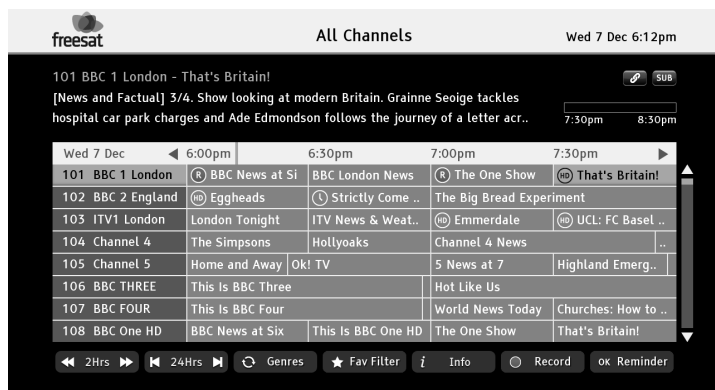 freesat All Channels Wed 7 Dec 6:12pm
101 BBC 1 London - That's Britain! SUB
[News and Factual] 3/4. Show looking at modern Britain. Grainne Seoige tackles
hospital car park charges and Ade Edmondson follows the journey of a letter acr..
7:30pm 8:30pm
Wed 7 Dec 6:00pm 6:30pm 7:00pm 7:30pm
101 BBC 1 London R BBC News at Si BBC London News R The One Show HD That's Britain!
102 BBC 2 England HD Eggheads Strictly Come .. The Big Bread Experiment
103 ITV1 London London Tonight ITV News & Weat.. HD Emmerdale HD UCL: FC Basel ..
104 Channel 4 The Simpsons Hollyoaks Channel 4 News ..
105 Channel 5 Home and Away Ok! TV 5 News at 7 Highland Emerg..
106 BBC THREE This Is BBC Three Hot Like Us
107 BBC FOUR This Is BBC Four World News Today Churches: How to ..
108 BBC One HD BBC News at Six This Is BBC One HD The One Show That's Britain!
2Hrs 24Hrs Genres Fav Filter i Info Record OK Reminder